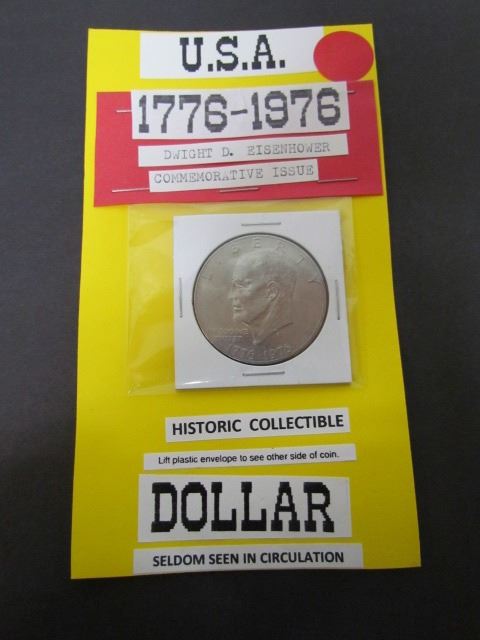 U.S.A.
1776-1976
DWIGHT D. EISENHOWER
COMMEMORATIVE ISSUE
LIBERTY
1776·1976
HISTORIC COLLECTIBLE
Lift plastic envelope to see other side of coin.
DOLLAR
SELDOM SEEN IN CIRCULATION